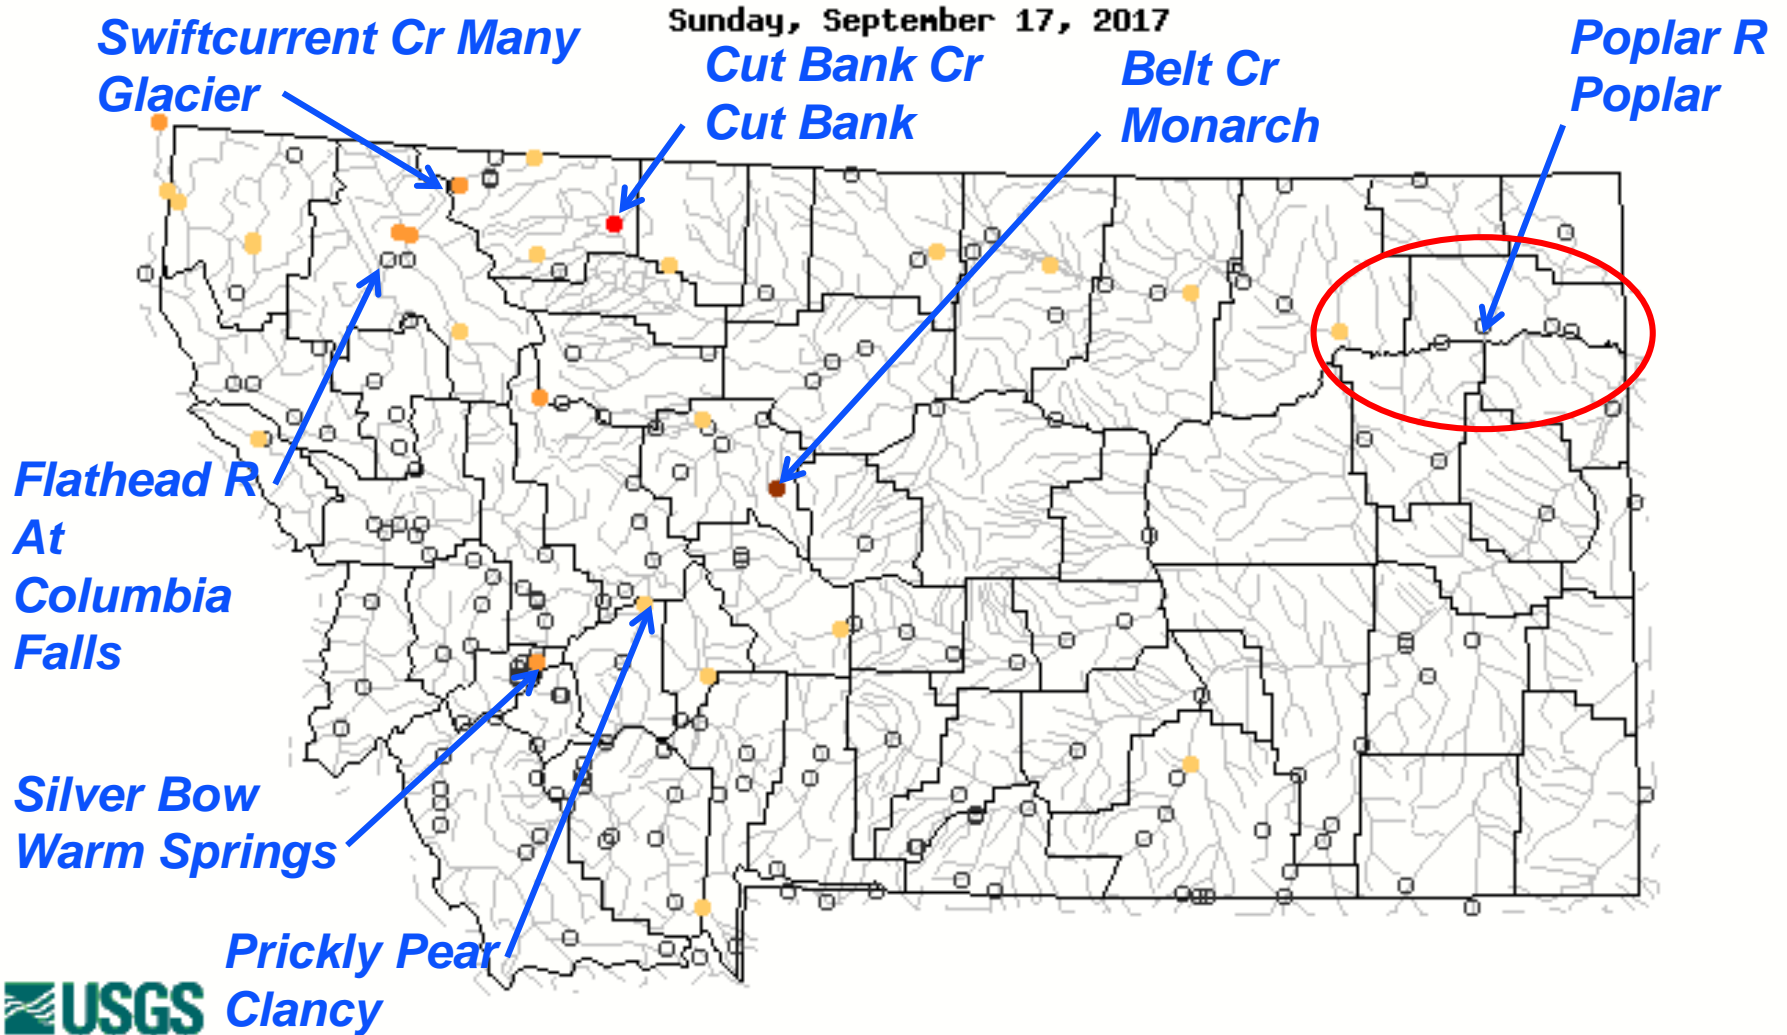 Sunday, September 17, 2017
Swiftcurrent Cr Many
Glacier
Cut Bank Cr
Cut Bank
Belt Cr
Monarch
Poplar R
Poplar
Flathead R
At
Columbia
Falls
Silver Bow
Warm Springs
Prickly Pear
Clancy
USGS